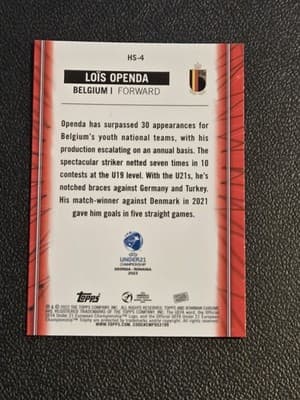 HS-4
LOÏS OPENDA
BELGIUM | FORWARD
Openda has surpassed 30 appearances for
Belgium's youth national teams, with his
production escalating on an annual basis. The
spectacular striker netted seven times in 10
contests at the U19 level. With the U21s, he's
notched braces against Germany and Turkey.
His match-winner against Denmark in 2021
gave him goals in five straight games.
UNDER21
CHAMPIONSHIP
2023
Topps